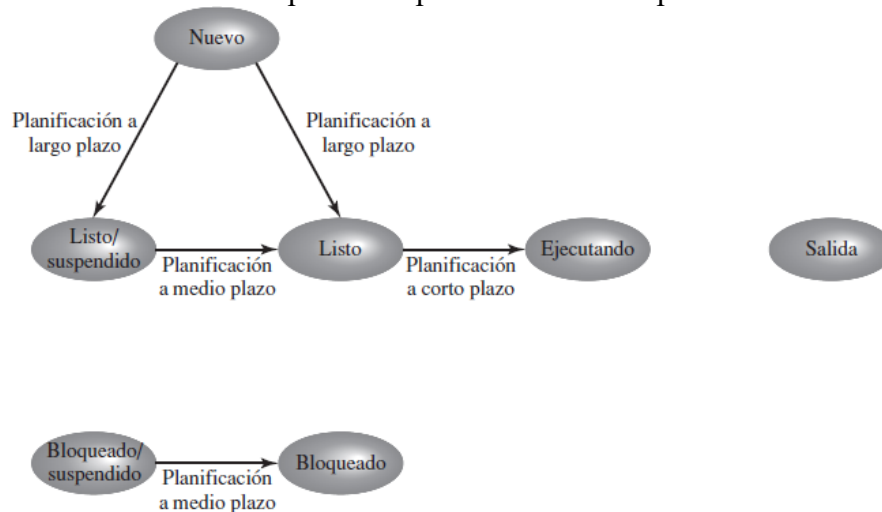 Nuevo
Planificación a
largo plazo
Planificación a
largo plazo
Listo/
suspendido
Planificación
a medio plazo
Listo
Planificación
a corto plazo
Ejecutando
Salida
Bloqueado/
suspendido
Planificación
a medio plazo
Bloqueado